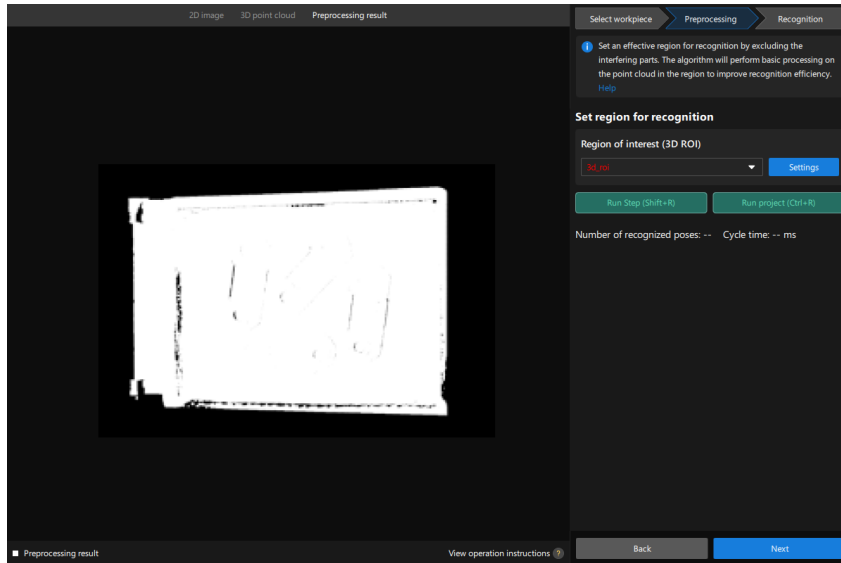 2D image 3D point cloud Preprocessing result
Select workpiece Preprocessing Recognition
Set an effective region for recognition by excluding the
interfering parts. The algorithm will perform basic processing on
the point cloud in the region to improve recognition efficiency.
Help
Set region for recognition
Region of interest (3D ROI)
3d_roi Settings
Run Step (Shift+R) Run project (Ctrl+R)
Number of recognized poses: -- Cycle time: -- ms
Preprocessing result View operation instructions ?
Back Next